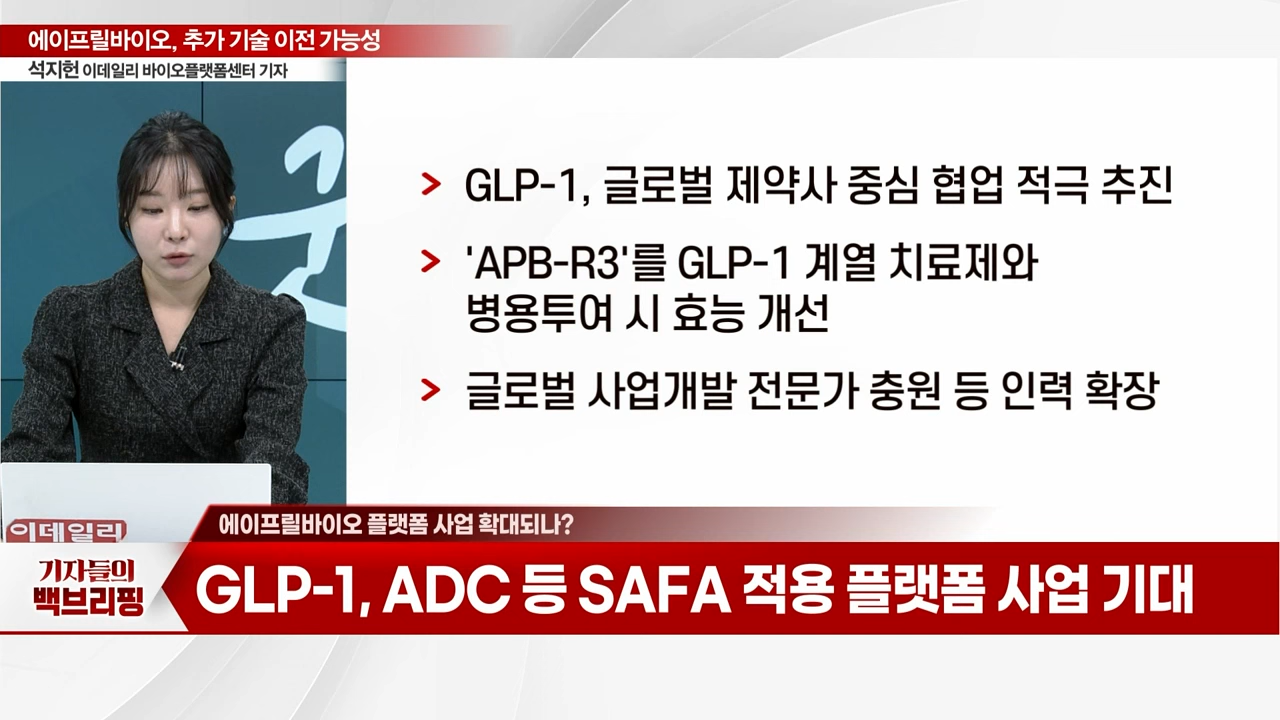 에이프릴바이오, 추가 기술 이전 가능성
석지헌 이데일리 바이오플랫폼센터 기자
> GLP-1, 글로벌 제약사 중심 협업 적극 추진
> 'APB-R3'를 GLP-1 계열 치료제와
병용투여 시 효능 개선
> 글로벌 사업개발 전문가 충원 등 인력 확장
이데일리
에이프릴바이오 플랫폼 사업 확대되나?
기자들의
백브리핑
GLP-1, ADC 등 SAFA 적용 플랫폼 사업 기대